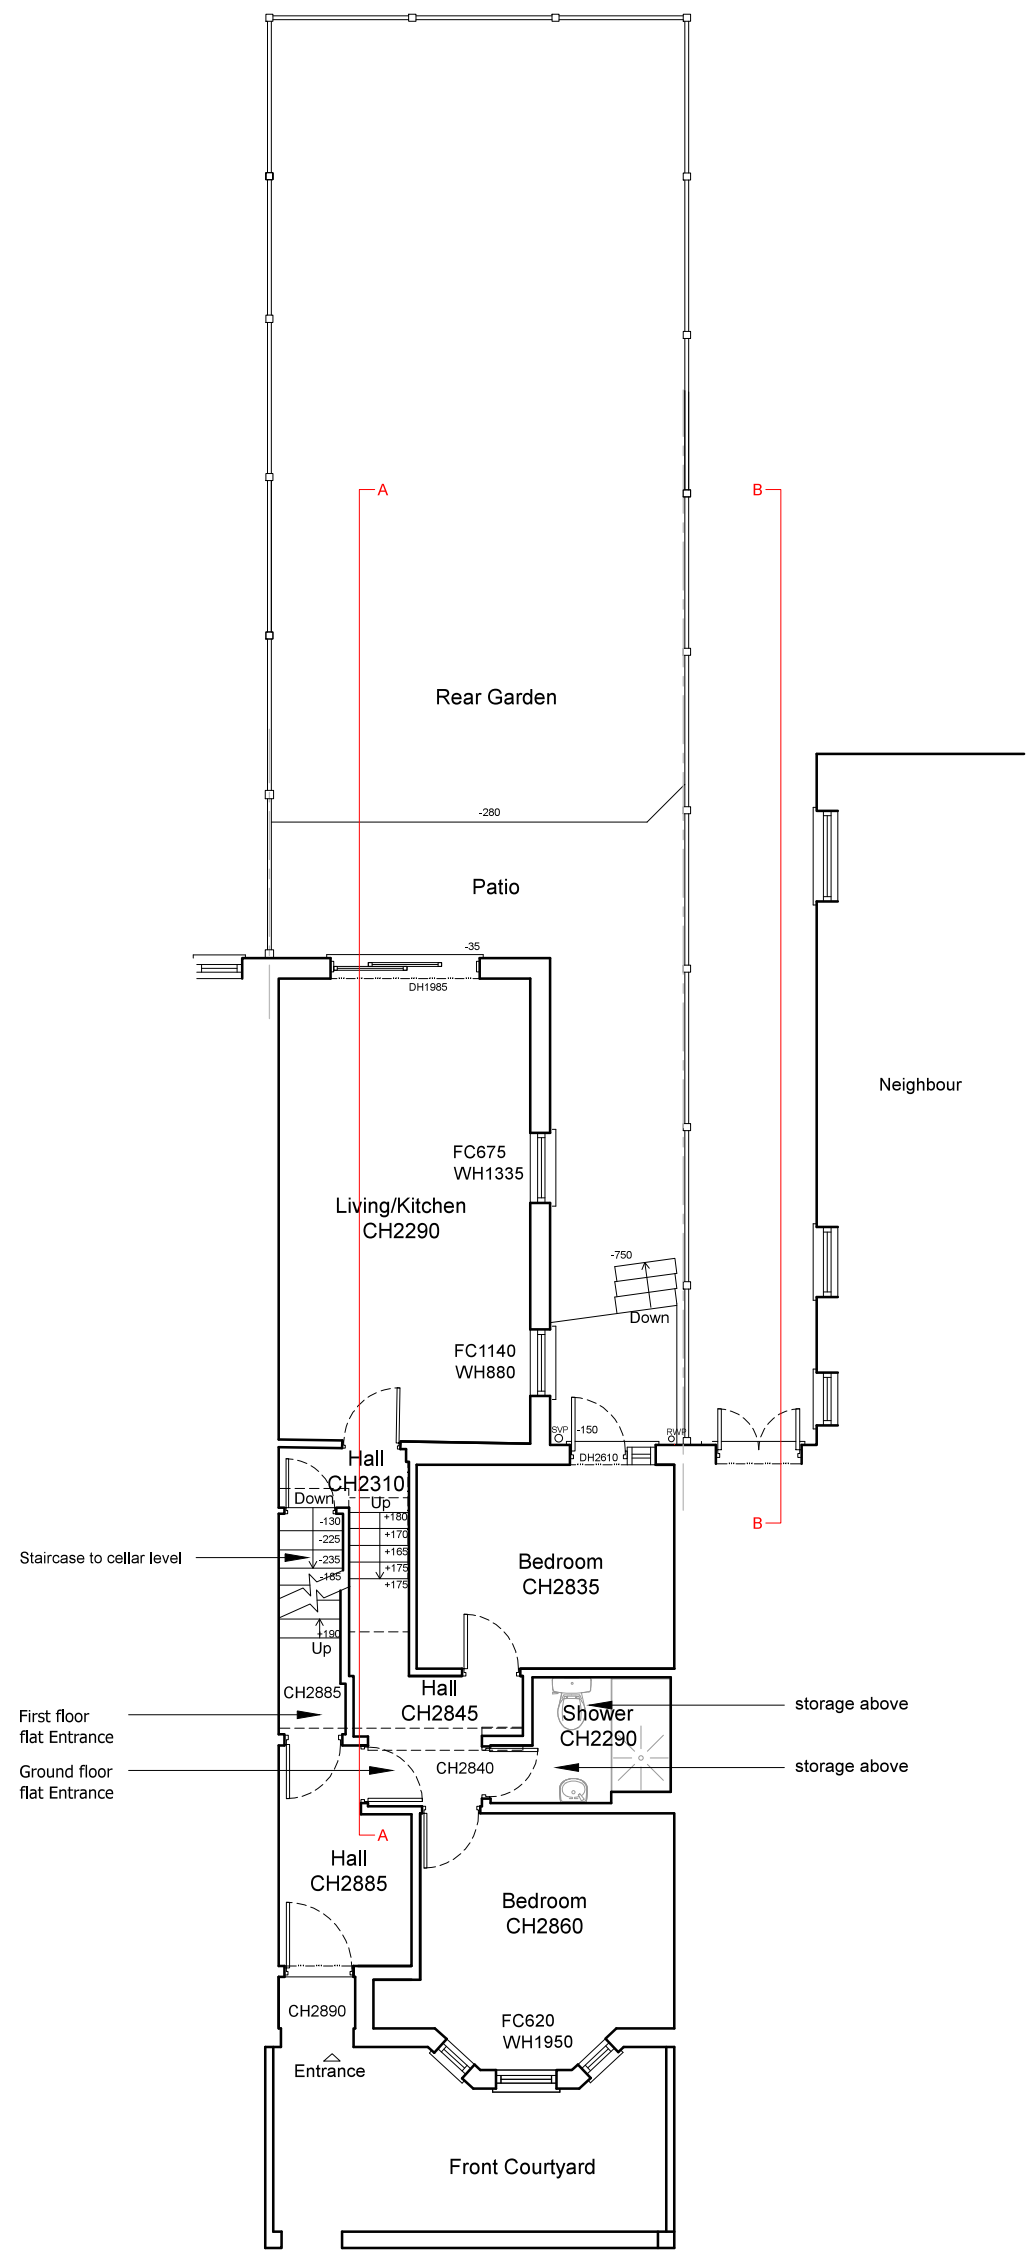 A
B
Rear Garden
-280
Patio
-35
DH1985
Neighbour
FC675
WH1335
Living/Kitchen
CH2290
-750
Down
FC1140
WH880
SVP
-150
RWP
DH2610
Hall
CH2310
Down
Up
+180
-130
+170
-225
+165
-235
+175
-185
+175
B
Staircase to cellar level
Bedroom
CH2835
+190
Up
CH2885
Hall
CH2845
First floor
flat Entrance
Shower
CH2290
storage above
Ground floor
flat Entrance
CH2840
storage above
A
Hall
CH2885
Bedroom
CH2860
CH2890
FC620
WH1950
Entrance
Front Courtyard